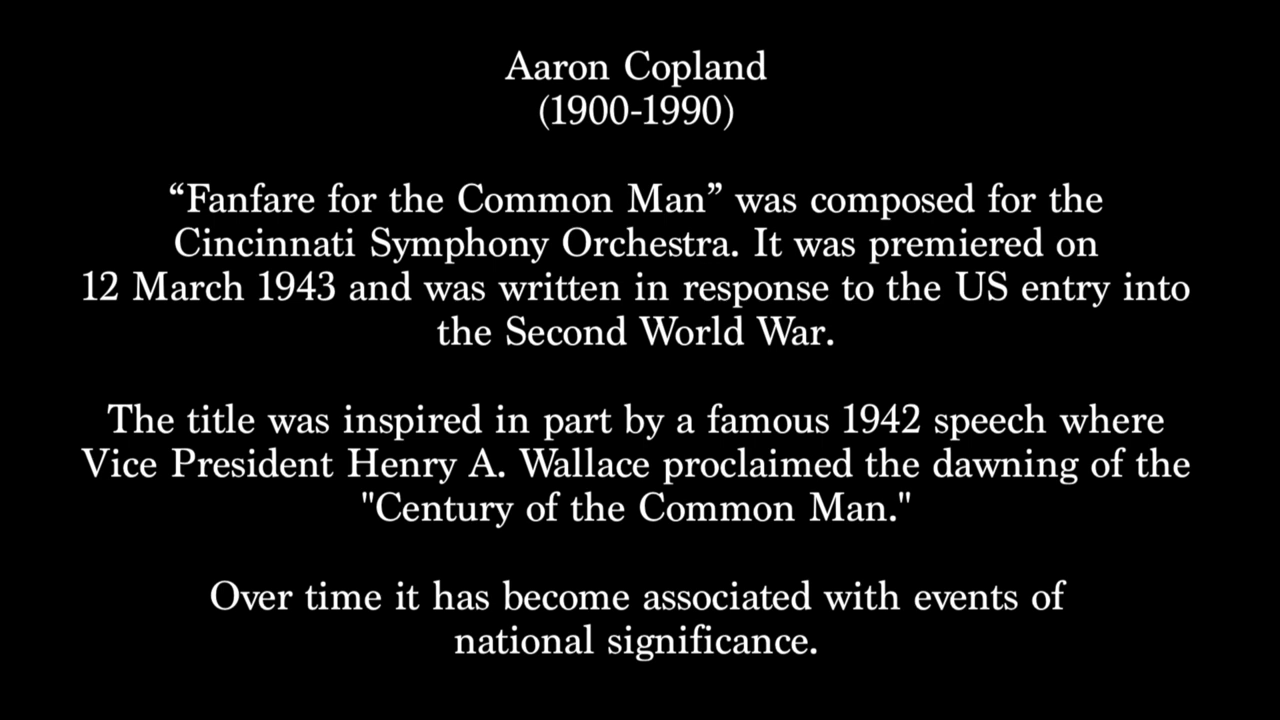 Aaron Copland
(1900-1990)
“Fanfare for the Common Man” was composed for the
Cincinnati Symphony Orchestra. It was premiered on
12 March 1943 and was written in response to the US entry into
the Second World War.
The title was inspired in part by a famous 1942 speech where
Vice President Henry A. Wallace proclaimed the dawning of the
"Century of the Common Man."
Over time it has become associated with events of
national significance.